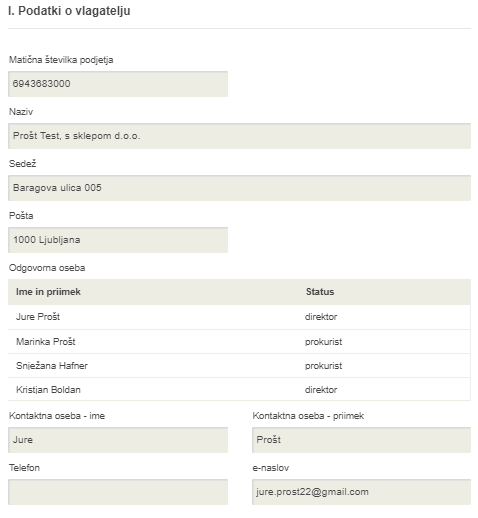 I. Podatki o vlagatelju
Matična številka podjetja
6943683000
Naziv
Prošt Test, s sklepom d.o.o.
Sedež
Baragova ulica 005
Pošta
1000 Ljubljana
Odgovorna oseba
Ime in priimek Status
Jure Prošt direktor
Marinka Prošt prokurist
Snježana Hafner prokurist
Kristjan Boldan direktor
Kontaktna oseba - ime Kontaktna oseba - priimek
Jure Prošt
Telefon e-naslov
jure.prost22@gmail.com